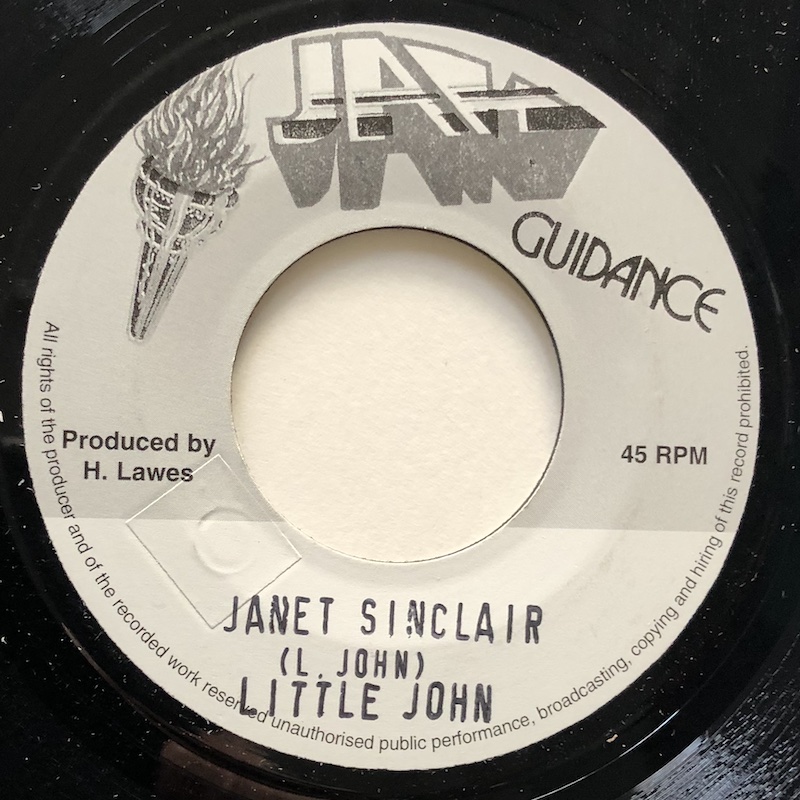 JAH
GUIDANCE
Produced by
H. Lawes
45 RPM
JANET SINCLAIR
(L. JOHN)
LITTLE JOHN
All rights of the producer and of the recorded work reserved unauthorised public performance, broadcasting, copying and hiring of this record prohibited.